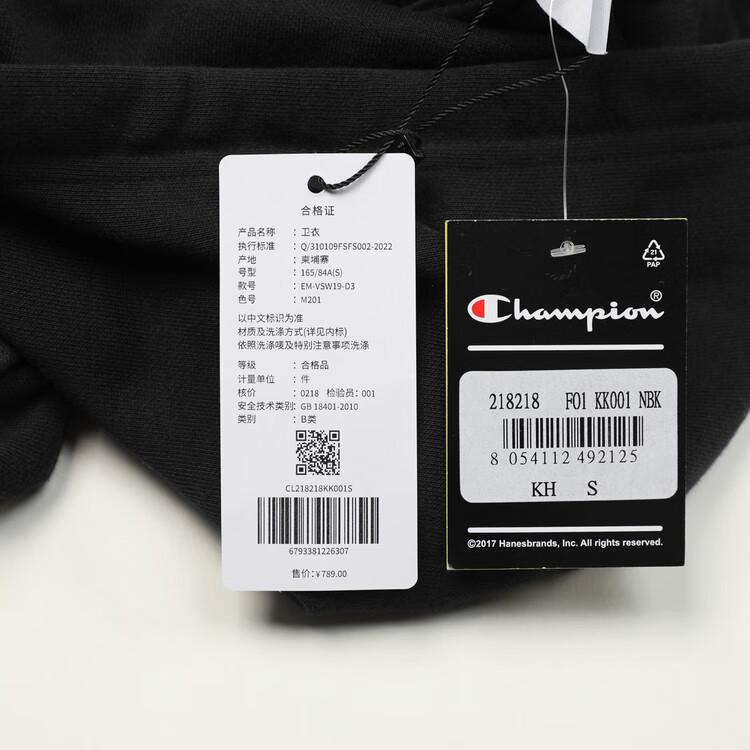 合格证
产品名称 : 卫衣
执行标准 : Q/310109FSFS002-2022
产地 : 柬埔寨
号型 : 165/84A(S)
款号 : EM-VSW19-D3
色号 : M201
以中文标识为准
材质及洗涤方式(详见内标)
依照洗涤唛及特别注意事项洗涤
等级 : 合格品
计量单位 : 件
核价 : 0218 检验员: 001
安全技术类别: GB 18401-2010
类别 : B类
CL218218KK001S
6793381226307
售价: ¥789.00
21
PAP
Champion®
218218 F01 KK001 NBK
8 054112 492125
KH S
©2017 Hanesbrands, Inc. All rights reserved.